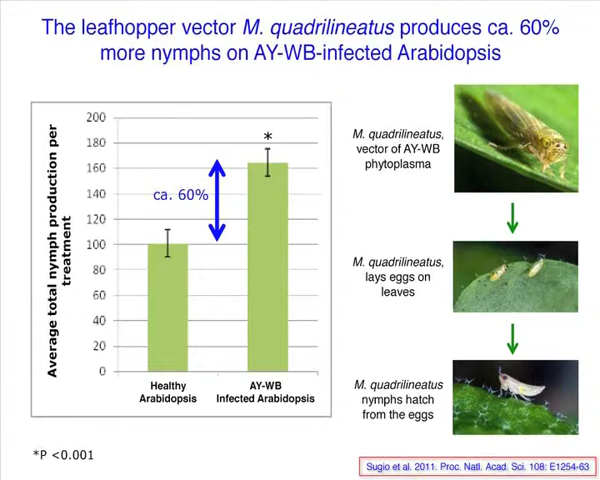 The leafhopper vector M. quadrilineatus produces ca. 60%
more nymphs on AY-WB-infected Arabidopsis
Average total nymph production per
treatment
200
180
160
140
120
100
80
60
40
20
0
*
ca. 60%
Healthy
Arabidopsis
AY-WB
Infected Arabidopsis
M. quadrilineatus,
vector of AY-WB
phytoplasma
M. quadrilineatus,
lays eggs on
leaves
M. quadrilineatus
nymphs hatch
from the eggs
*P <0.001
Sugio et al. 2011. Proc. Natl. Acad. Sci. 108: E1254-63